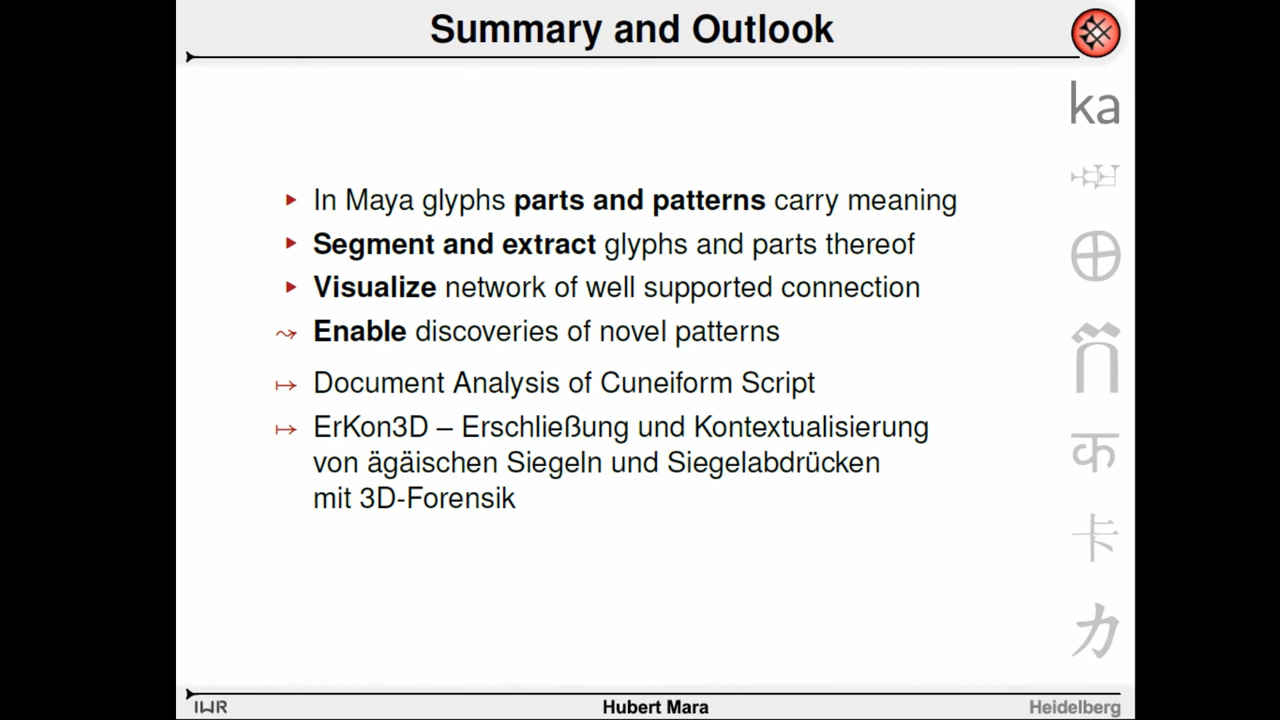 Summary and Outlook
ka
In Maya glyphs parts and patterns carry meaning
Segment and extract glyphs and parts thereof
Visualize network of well supported connection
Enable discoveries of novel patterns
Document Analysis of Cuneiform Script
ErKon3D – Erschließung und Kontextualisierung
von ägäischen Siegeln und Siegelabdrücken
mit 3D-Forensik
क
卡
カ
IWR
Hubert Mara
Heidelberg